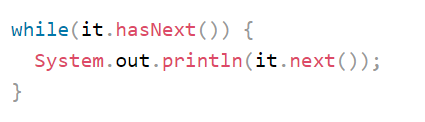 while(it.hasNext()) {
  System.out.println(it.next());
}